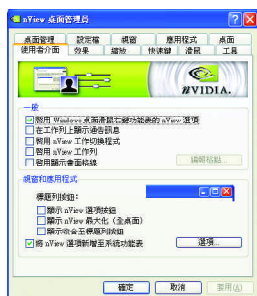 nView 桌面管理員
桌面管理 設定檔 視窗 應用程式 桌面
使用者介面 效果 縮放 快速鍵 滑鼠 工具
NVIDIA.
一般
啟用 Windows 桌面滑鼠右鍵功能表的 nView 選項
在工作列上顯示通告訊息
啟用 nView 工作切換程式
啟用 nView 工作列
啟用顯示畫面格線
編輯格點...
視窗和應用程式
標題列按鈕：
顯示 nView 選項按鈕
顯示 nView 最大化（全桌面）
顯示收合至標題列按鈕
將 nView 選項新增至系統功能表
選項...
確定 取消 套用(A)